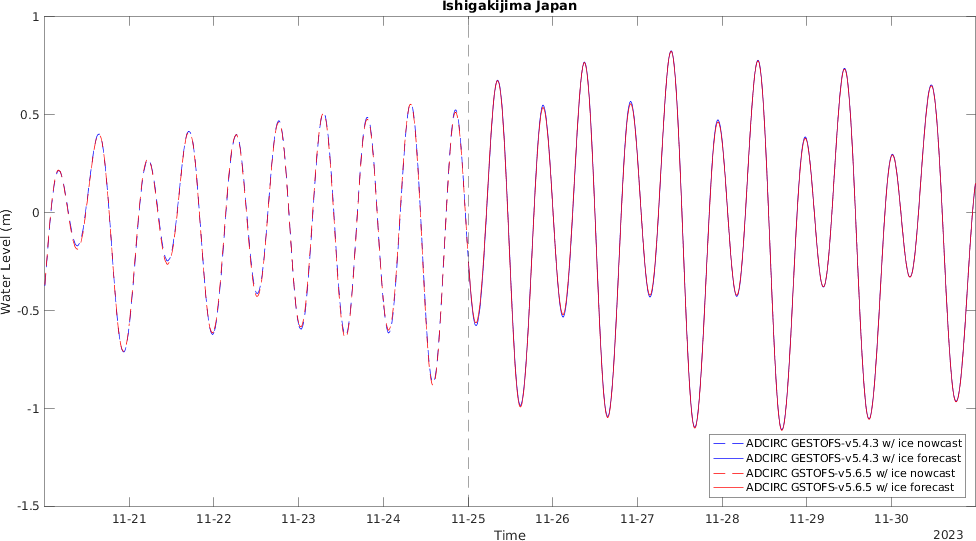 Ishigakijima Japan
Water Level (m)
1
0.5
0
-0.5
-1
-1.5
ADCIRC GESTOFS-v5.4.3 w/ ice nowcast
ADCIRC GESTOFS-v5.4.3 w/ ice forecast
ADCIRC GSTOFS-v5.6.5 w/ ice nowcast
ADCIRC GSTOFS-v5.6.5 w/ ice forecast
11-21 11-22 11-23 11-24 11-25 11-26 11-27 11-28 11-29 11-30
Time
2023